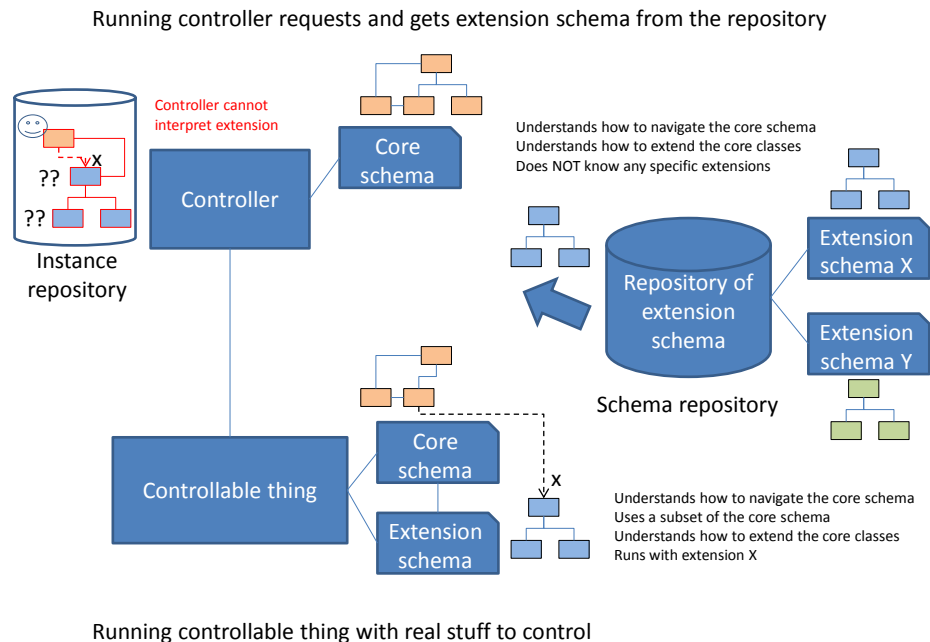 Running controller requests and gets extension schema from the repository
Controller cannot
interpret extension
X
??
??
Instance
repository
Controller
Core
schema
Understands how to navigate the core schema
Understands how to extend the core classes
Does NOT know any specific extensions
Repository of
extension
schema
Extension
schema X
Extension
schema Y
Schema repository
Controllable thing
Core
schema
Extension
schema
X
Understands how to navigate the core schema
Uses a subset of the core schema
Understands how to extend the core classes
Runs with extension X
Running controllable thing with real stuff to control